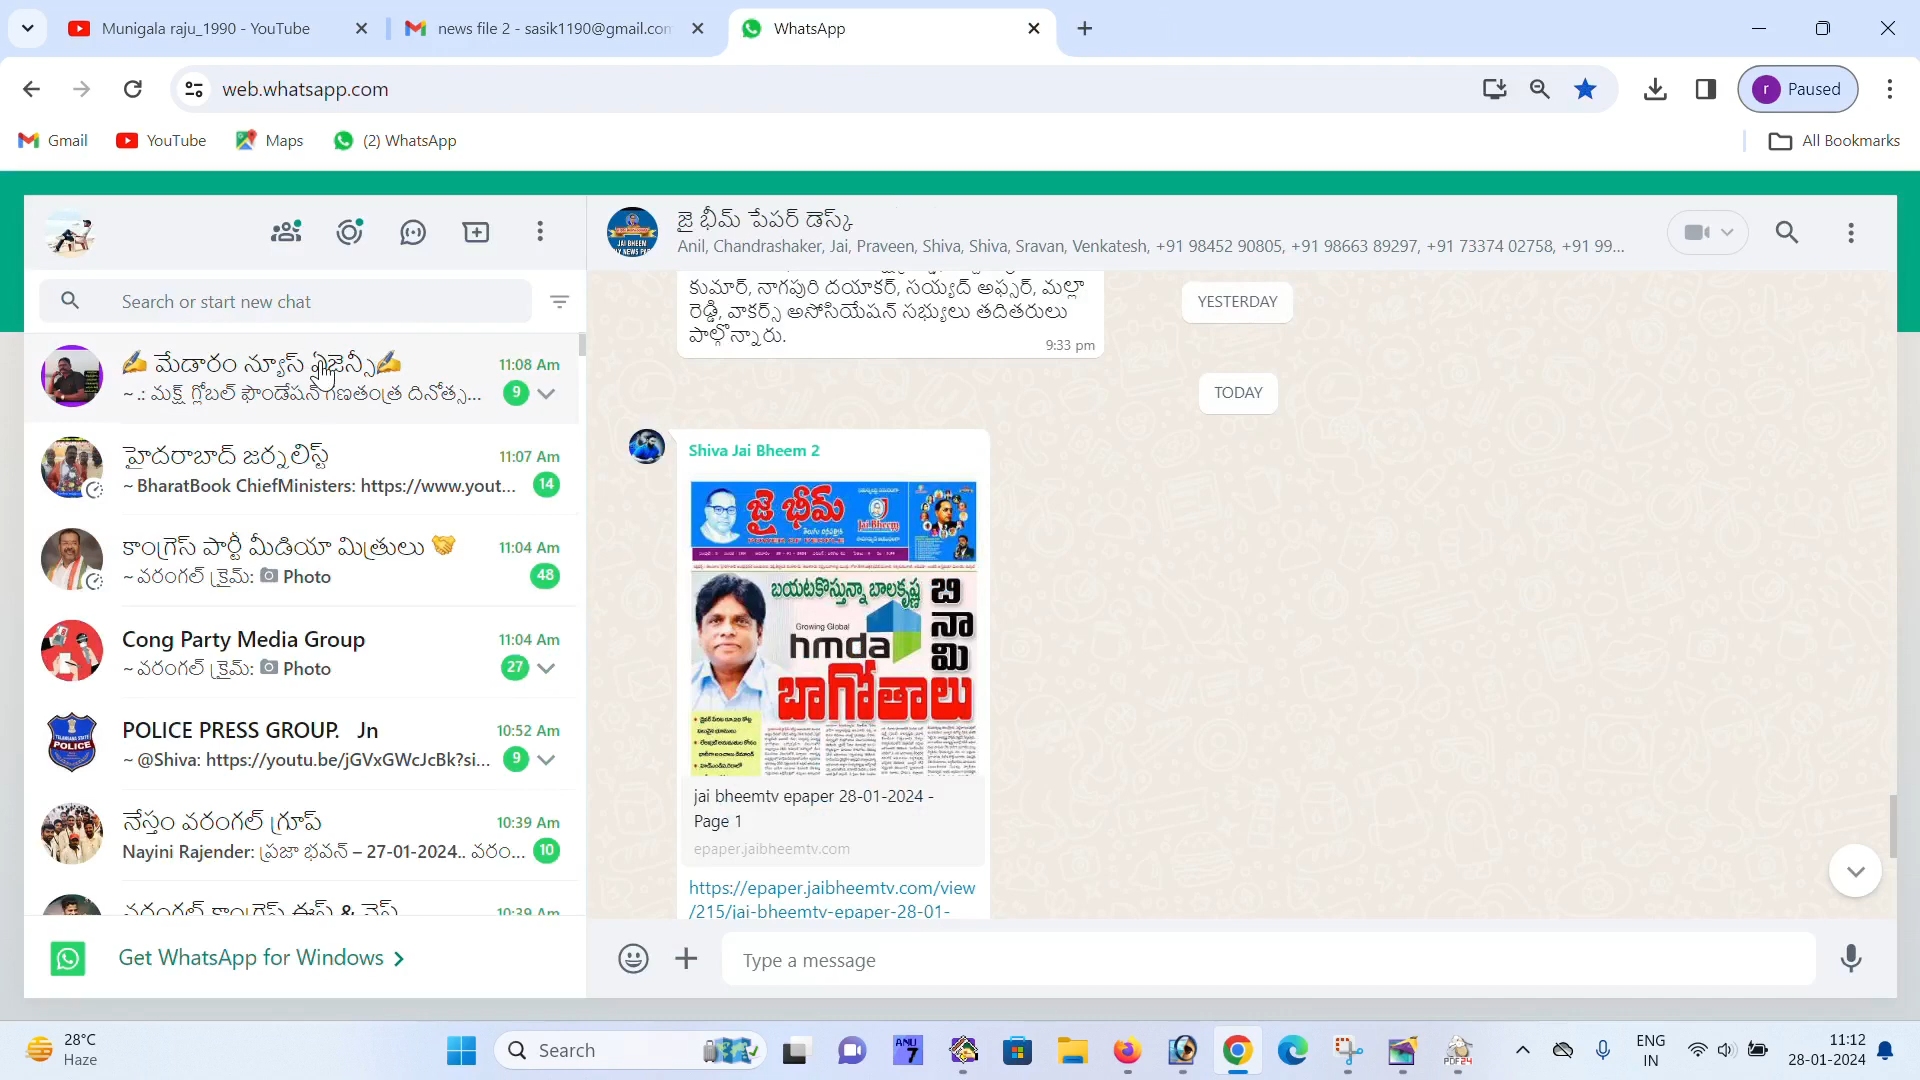 Munigala raju_1990 - YouTube
news file 2 - sasik1190@gmail.com
WhatsApp
web.whatsapp.com
Paused
Gmail
YouTube
Maps
(2) WhatsApp
All Bookmarks
Search or start new chat
✍ మేడారం న్యూస్ ఏజెన్సీ✍
11:08 Am
~ .: మక్ష్ గ్లోబల్ ఫౌండేషన్ గణతంత్ర దినోత్స...
9
హైదరాబాద్ జర్నలిస్ట్
11:07 Am
~ BharatBook ChiefMinisters: https://www.yout...
14
కాంగ్రెస్ పార్టీ మీడియా మిత్రులు 🤝
11:04 Am
~ వరంగల్ క్రైమ్: Photo
48
Cong Party Media Group
11:04 Am
~ వరంగల్ క్రైమ్: Photo
27
POLICE PRESS GROUP. Jn
10:52 Am
~ @Shiva: https://youtu.be/jGVxGWcJcBk?si...
9
నేస్తం వరంగల్ గ్రూప్
10:39 Am
Nayini Rajender: ప్రజా భవన్ – 27-01-2024.. వరం...
10
వరంగల్ కాంగ్రెస్ ఈస్ట్ & వెస్ట్
10:39 Am
Get WhatsApp for Windows
జై భీమ్ పేపర్ డెస్క్
Anil, Chandrashaker, Jai, Praveen, Shiva, Shiva, Sravan, Venkatesh, +91 98452 90805, +91 98663 89297, +91 73374 02758, +91 99...
కుమార్, నాగపురి దయాకర్, సయ్యద్ అఫ్సర్, మల్లా
రెడ్డి, వాకర్స్ అసోసియేషన్ సభ్యులు తదితరులు
పాల్గొన్నారు.
9:33 pm
YESTERDAY
TODAY
Shiva Jai Bheem 2
జై భీమ్
Jai Bheem
POWER OF PEOPLE
బయటకొస్తున్నా బాలకృష్ణ
బినామి
Growing Global
hmda
బాగోతాలు
jai bheemtv epaper 28-01-2024 -
Page 1
epaper.jaibheemtv.com
https://epaper.jaibheemtv.com/view
/215/jai-bheemtv-epaper-28-01-
Type a message
28°C
Haze
Search
ANU
7
PDF24
ENG
IN
11:12
28-01-2024